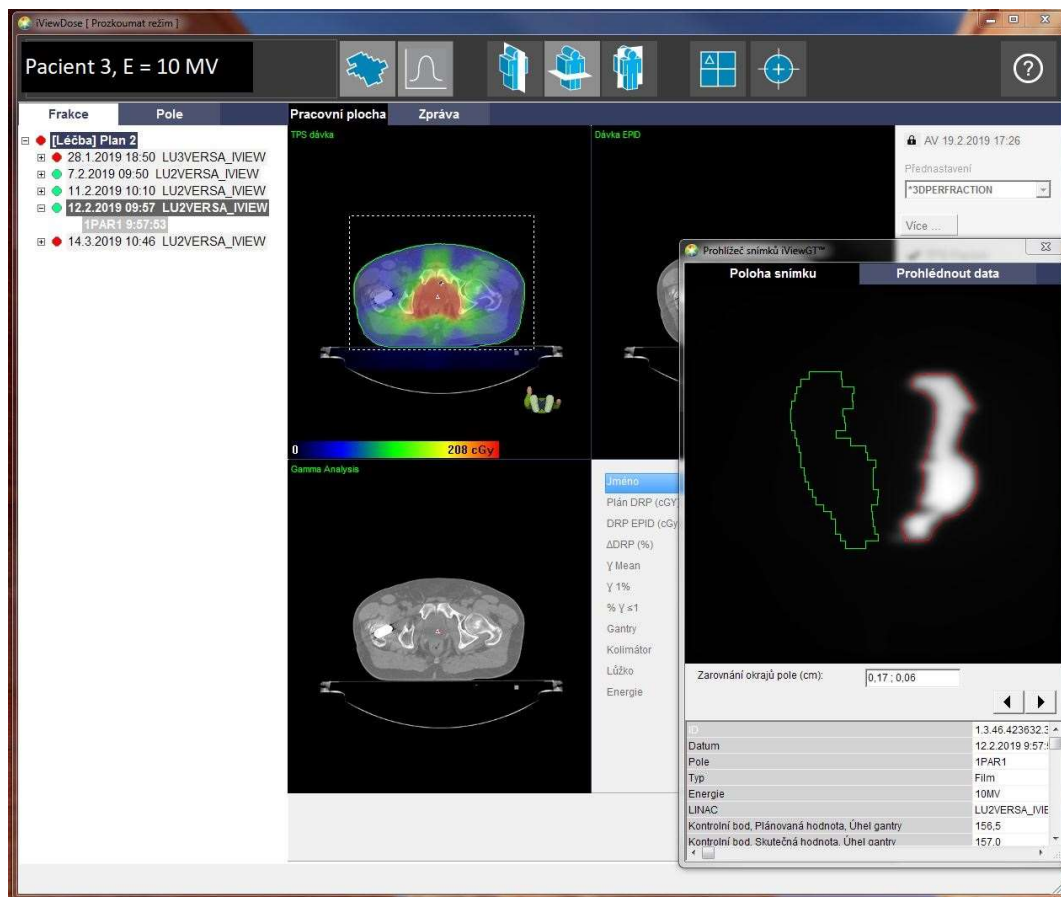 iViewDose [ Prozkoumat režim ]
Pacient 3, E = 10 MV
Frakce Pole Pracovní plocha Zpráva
[Léčba] Plan 2
28.1.2019 18:50 LU3VERSA_IVIEW
7.2.2019 09:50 LU2VERSA_IVIEW
11.2.2019 10:10 LU2VERSA_IVIEW
12.2.2019 09:57 LU2VERSA_IVIEW
1PAR1 9:57:53
14.3.2019 10:46 LU2VERSA_IVIEW
TPS dávka
0 208 cGy
Dávka EPID
AV 19.2.2019 17:26
Přednastavení
*3DPERFRACTION
Více ...
Gamma Analysis
Jméno
Plán DRP (cGY
DRP EPID (cGy
ΔDRP (%)
γ Mean
γ 1%
% γ ≤1
Gantry
Kolimátor
Lůžko
Energie
Prohlížeč snímků iViewGT™
Poloha snímku Prohlédnout data
Zarovnání okrajů pole (cm): 0,17 ; 0,06
ID 1.3.46.423632.3
Datum 12.2.2019 9:57:
Pole 1PAR1
Typ Film
Energie 10MV
LINAC LU2VERSA_IVIE
Kontrolní bod, Plánovaná hodnota, Úhel gantry 156,5
Kontrolní bod, Skutečná hodnota, Úhel gantry 157,0